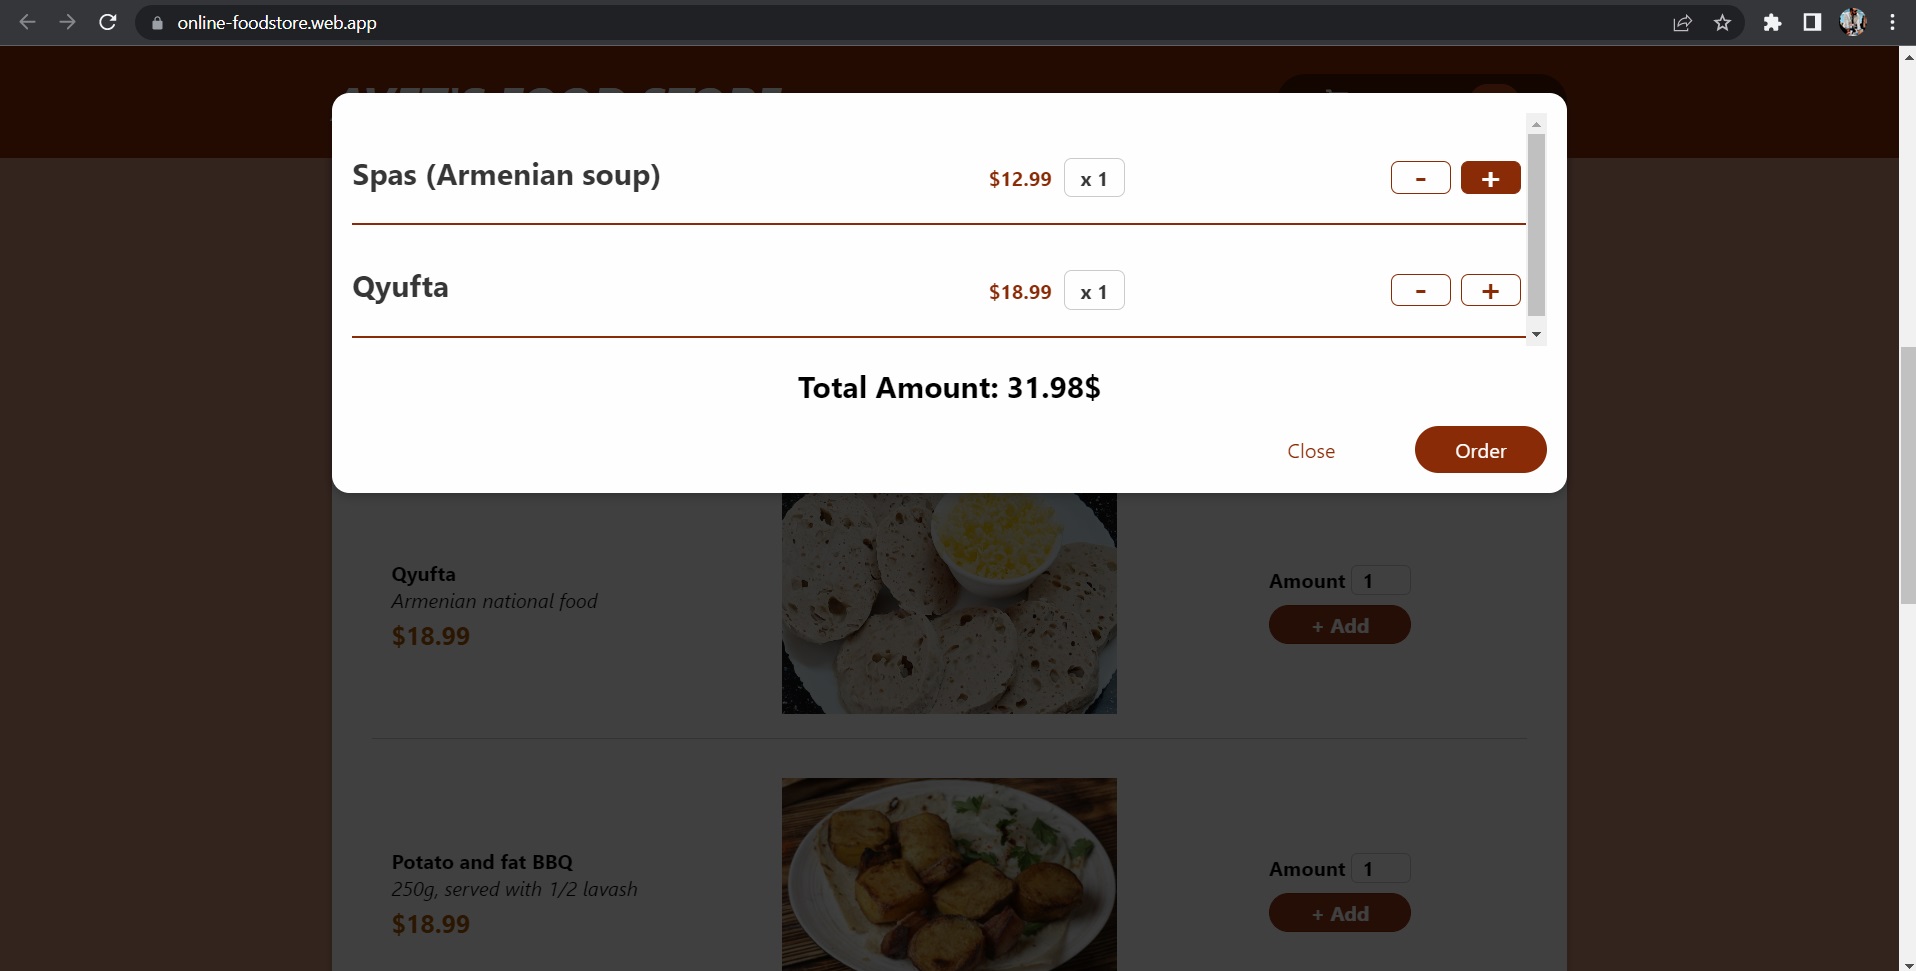 online-foodstore.web.app
Spas (Armenian soup)
$12.99 x 1 - +
Qyufta
$18.99 x 1 - +
Total Amount: 31.98$
Close Order
Qyufta
Armenian national food
$18.99
Amount 1
+ Add
Potato and fat BBQ
250g, served with 1/2 lavash
$18.99
Amount 1
+ Add